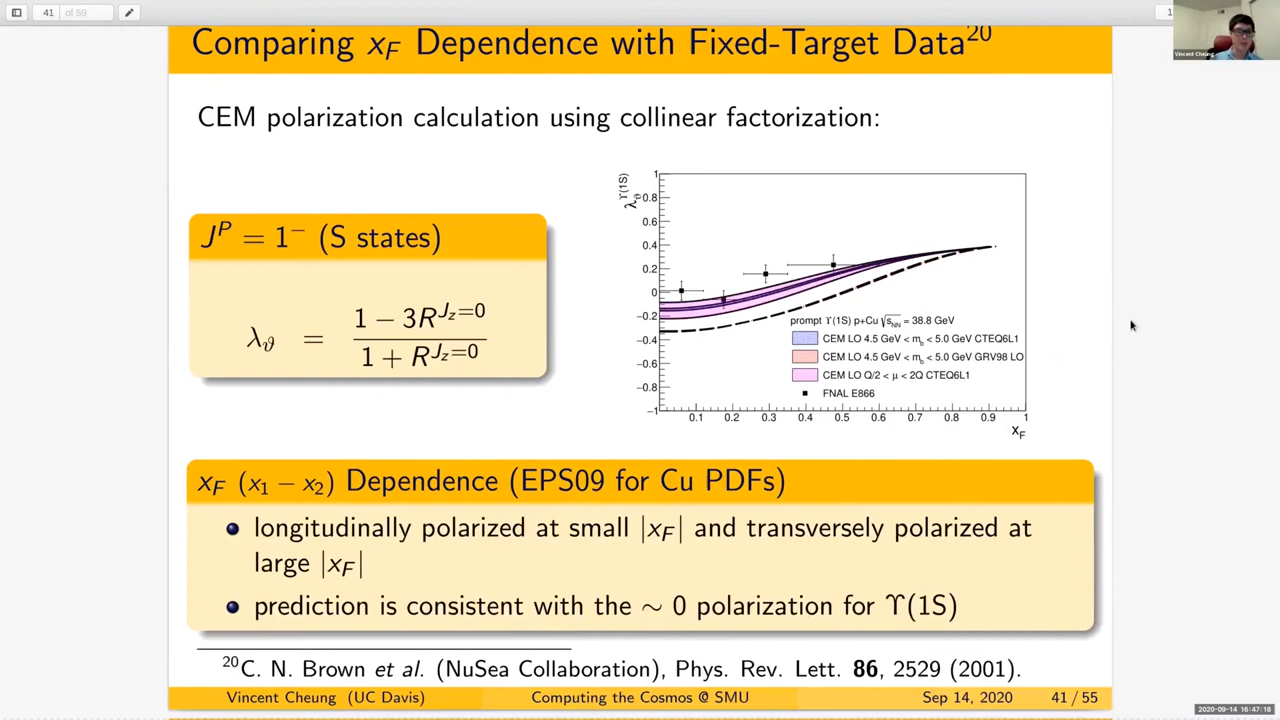 41 of 59
Vincent Cheung
Comparing x_F Dependence with Fixed-Target Data^20
CEM polarization calculation using collinear factorization:
J^P = 1^− (S states)
λ_ϑ = (1 − 3R^{J_z=0}) / (1 + R^{J_z=0})
λ_ϑ^{ϒ(1S)}
1
0.8
0.6
0.4
0.2
0
−0.2
−0.4
−0.6
−0.8
−1
prompt ϒ(1S) p+Cu √s_NN = 38.8 GeV
CEM LO 4.5 GeV < m_b < 5.0 GeV CTEQ6L1
CEM LO 4.5 GeV < m_b < 5.0 GeV GRV98 LO
CEM LO Q/2 < μ < 2Q CTEQ6L1
FNAL E866
0.1 0.2 0.3 0.4 0.5 0.6 0.7 0.8 0.9 1
x_F
x_F (x_1 − x_2) Dependence (EPS09 for Cu PDFs)
longitudinally polarized at small |x_F| and transversely polarized at
large |x_F|
prediction is consistent with the ∼ 0 polarization for ϒ(1S)
^20C. N. Brown et al. (NuSea Collaboration), Phys. Rev. Lett. 86, 2529 (2001).
Vincent Cheung (UC Davis) Computing the Cosmos @ SMU Sep 14, 2020 41 / 55
2020-09-14 16:47:18